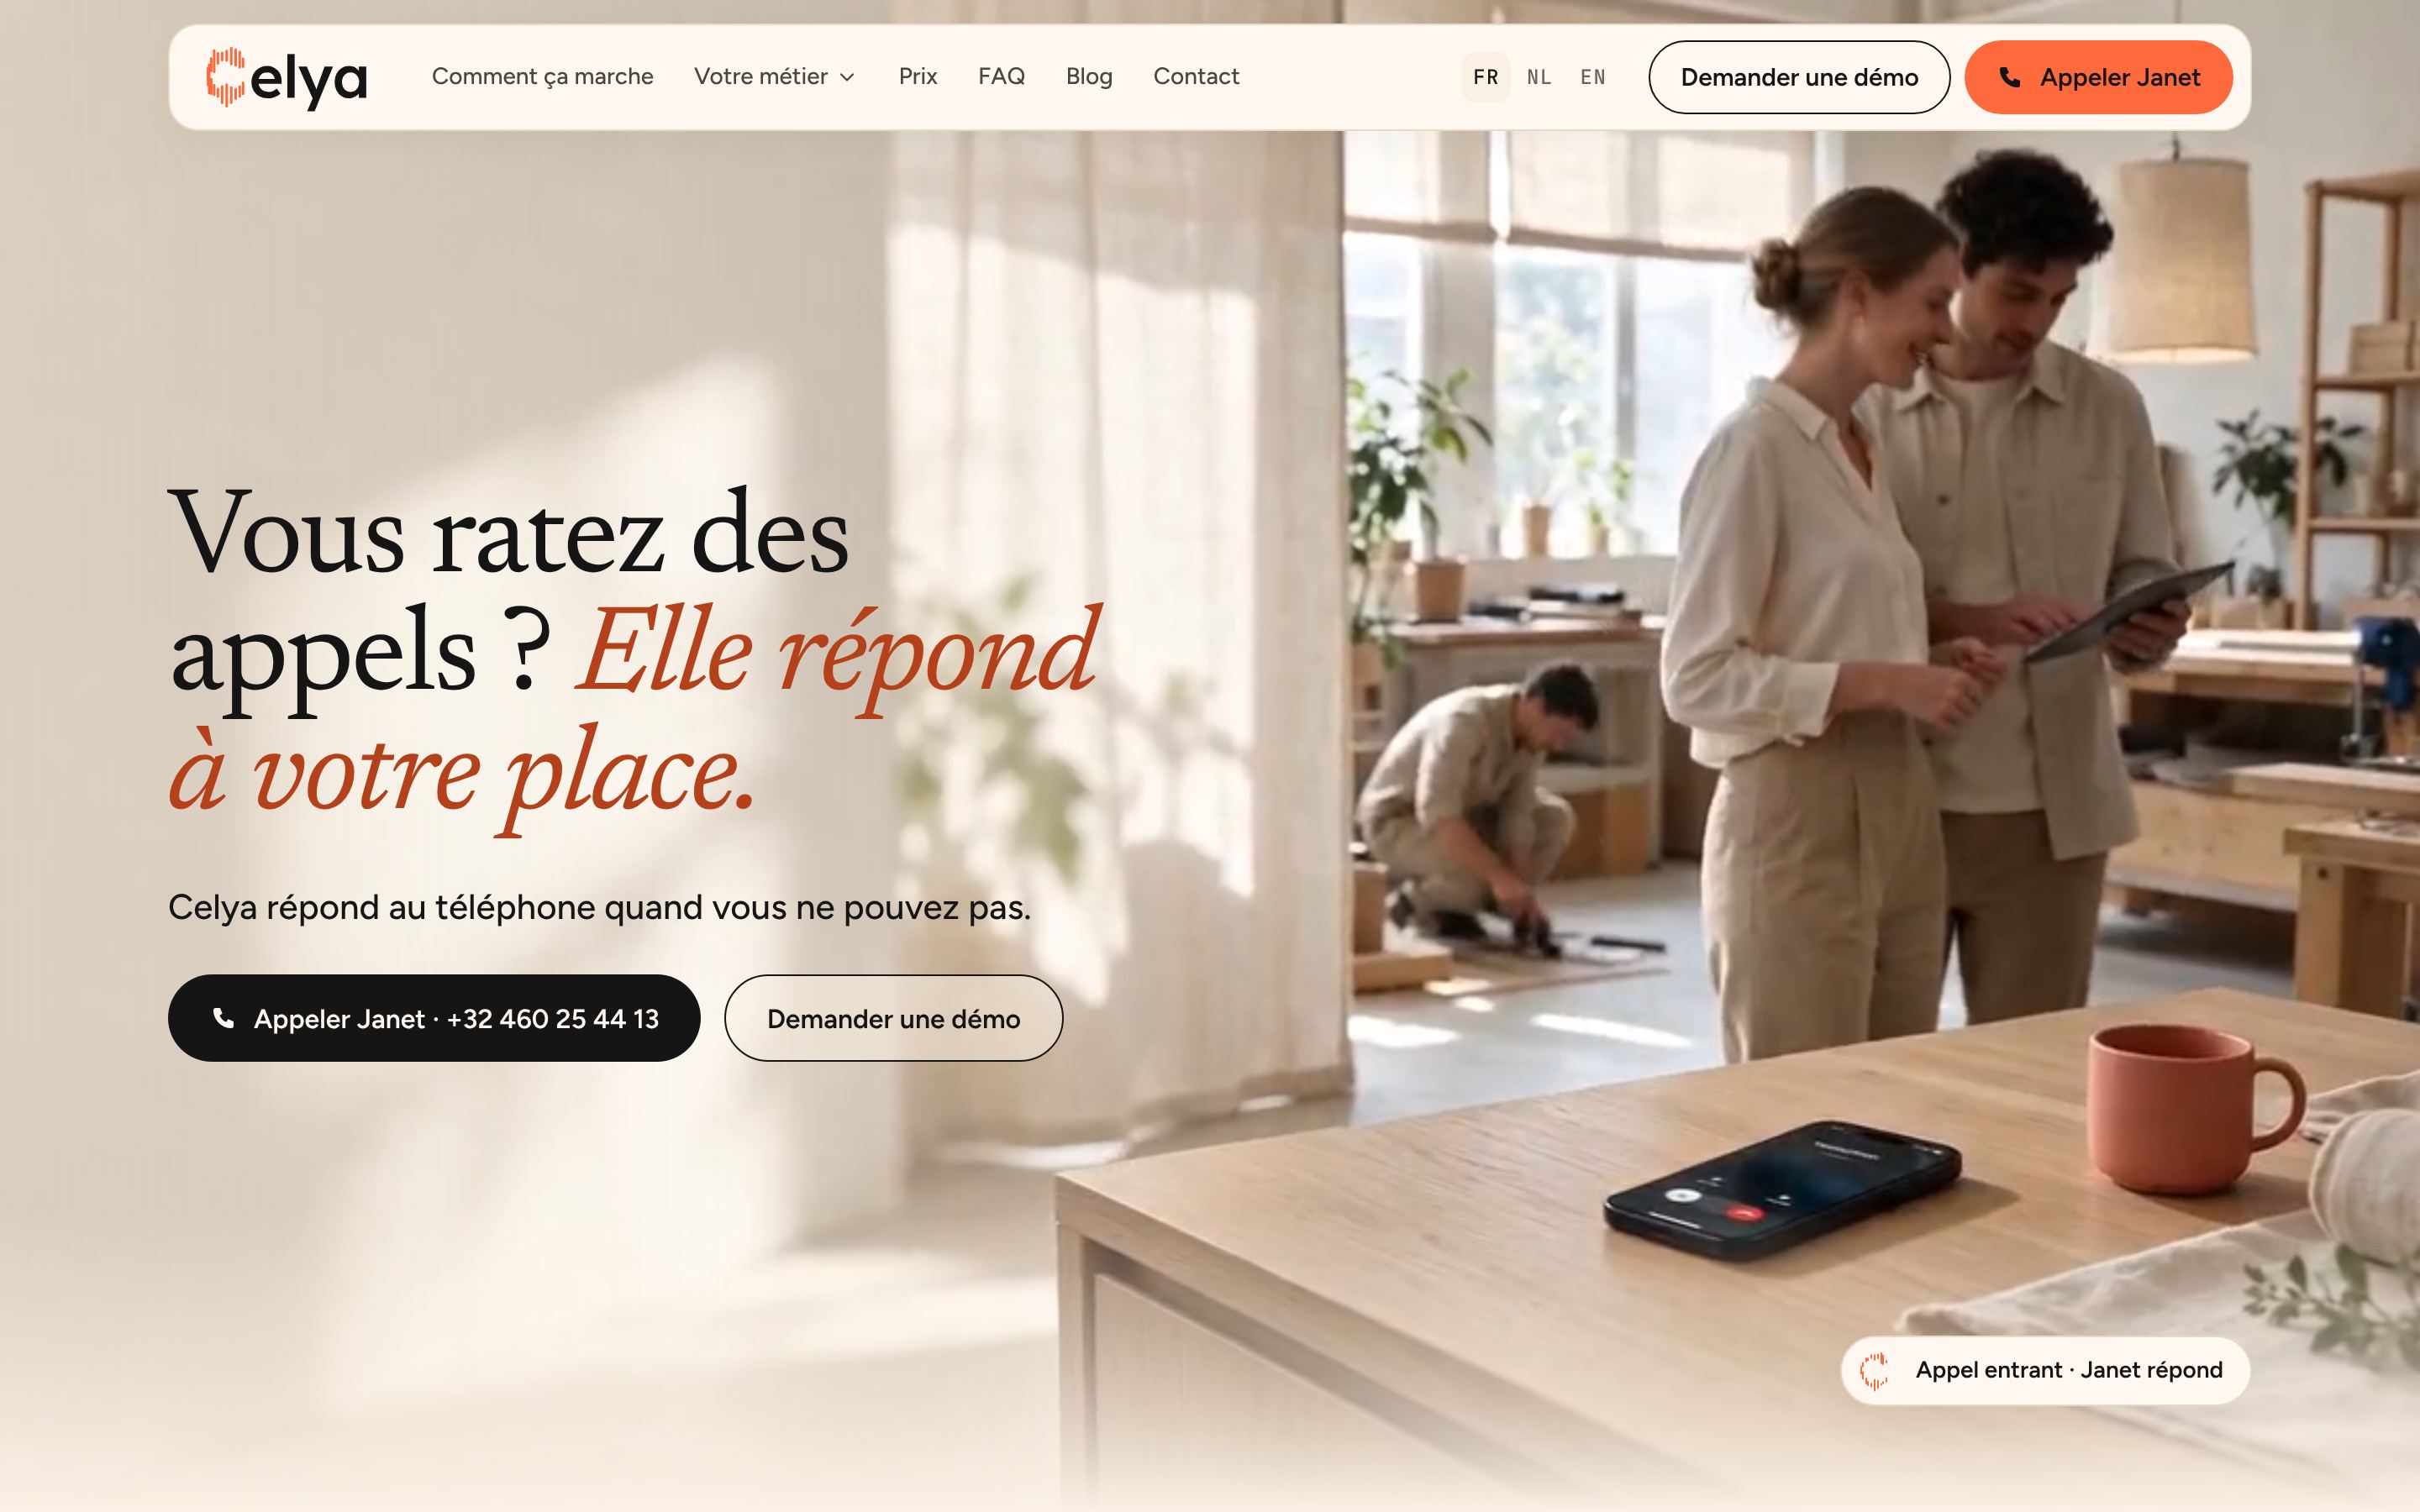 Celya
Comment ça marche
Votre métier
Prix
FAQ
Blog
Contact
FR
NL
EN
Demander une démo
Appeler Janet
Vous ratez des
appels ? Elle répond
à votre place.
Celya répond au téléphone quand vous ne pouvez pas.
Appeler Janet · +32 460 25 44 13
Demander une démo
Appel entrant · Janet répond